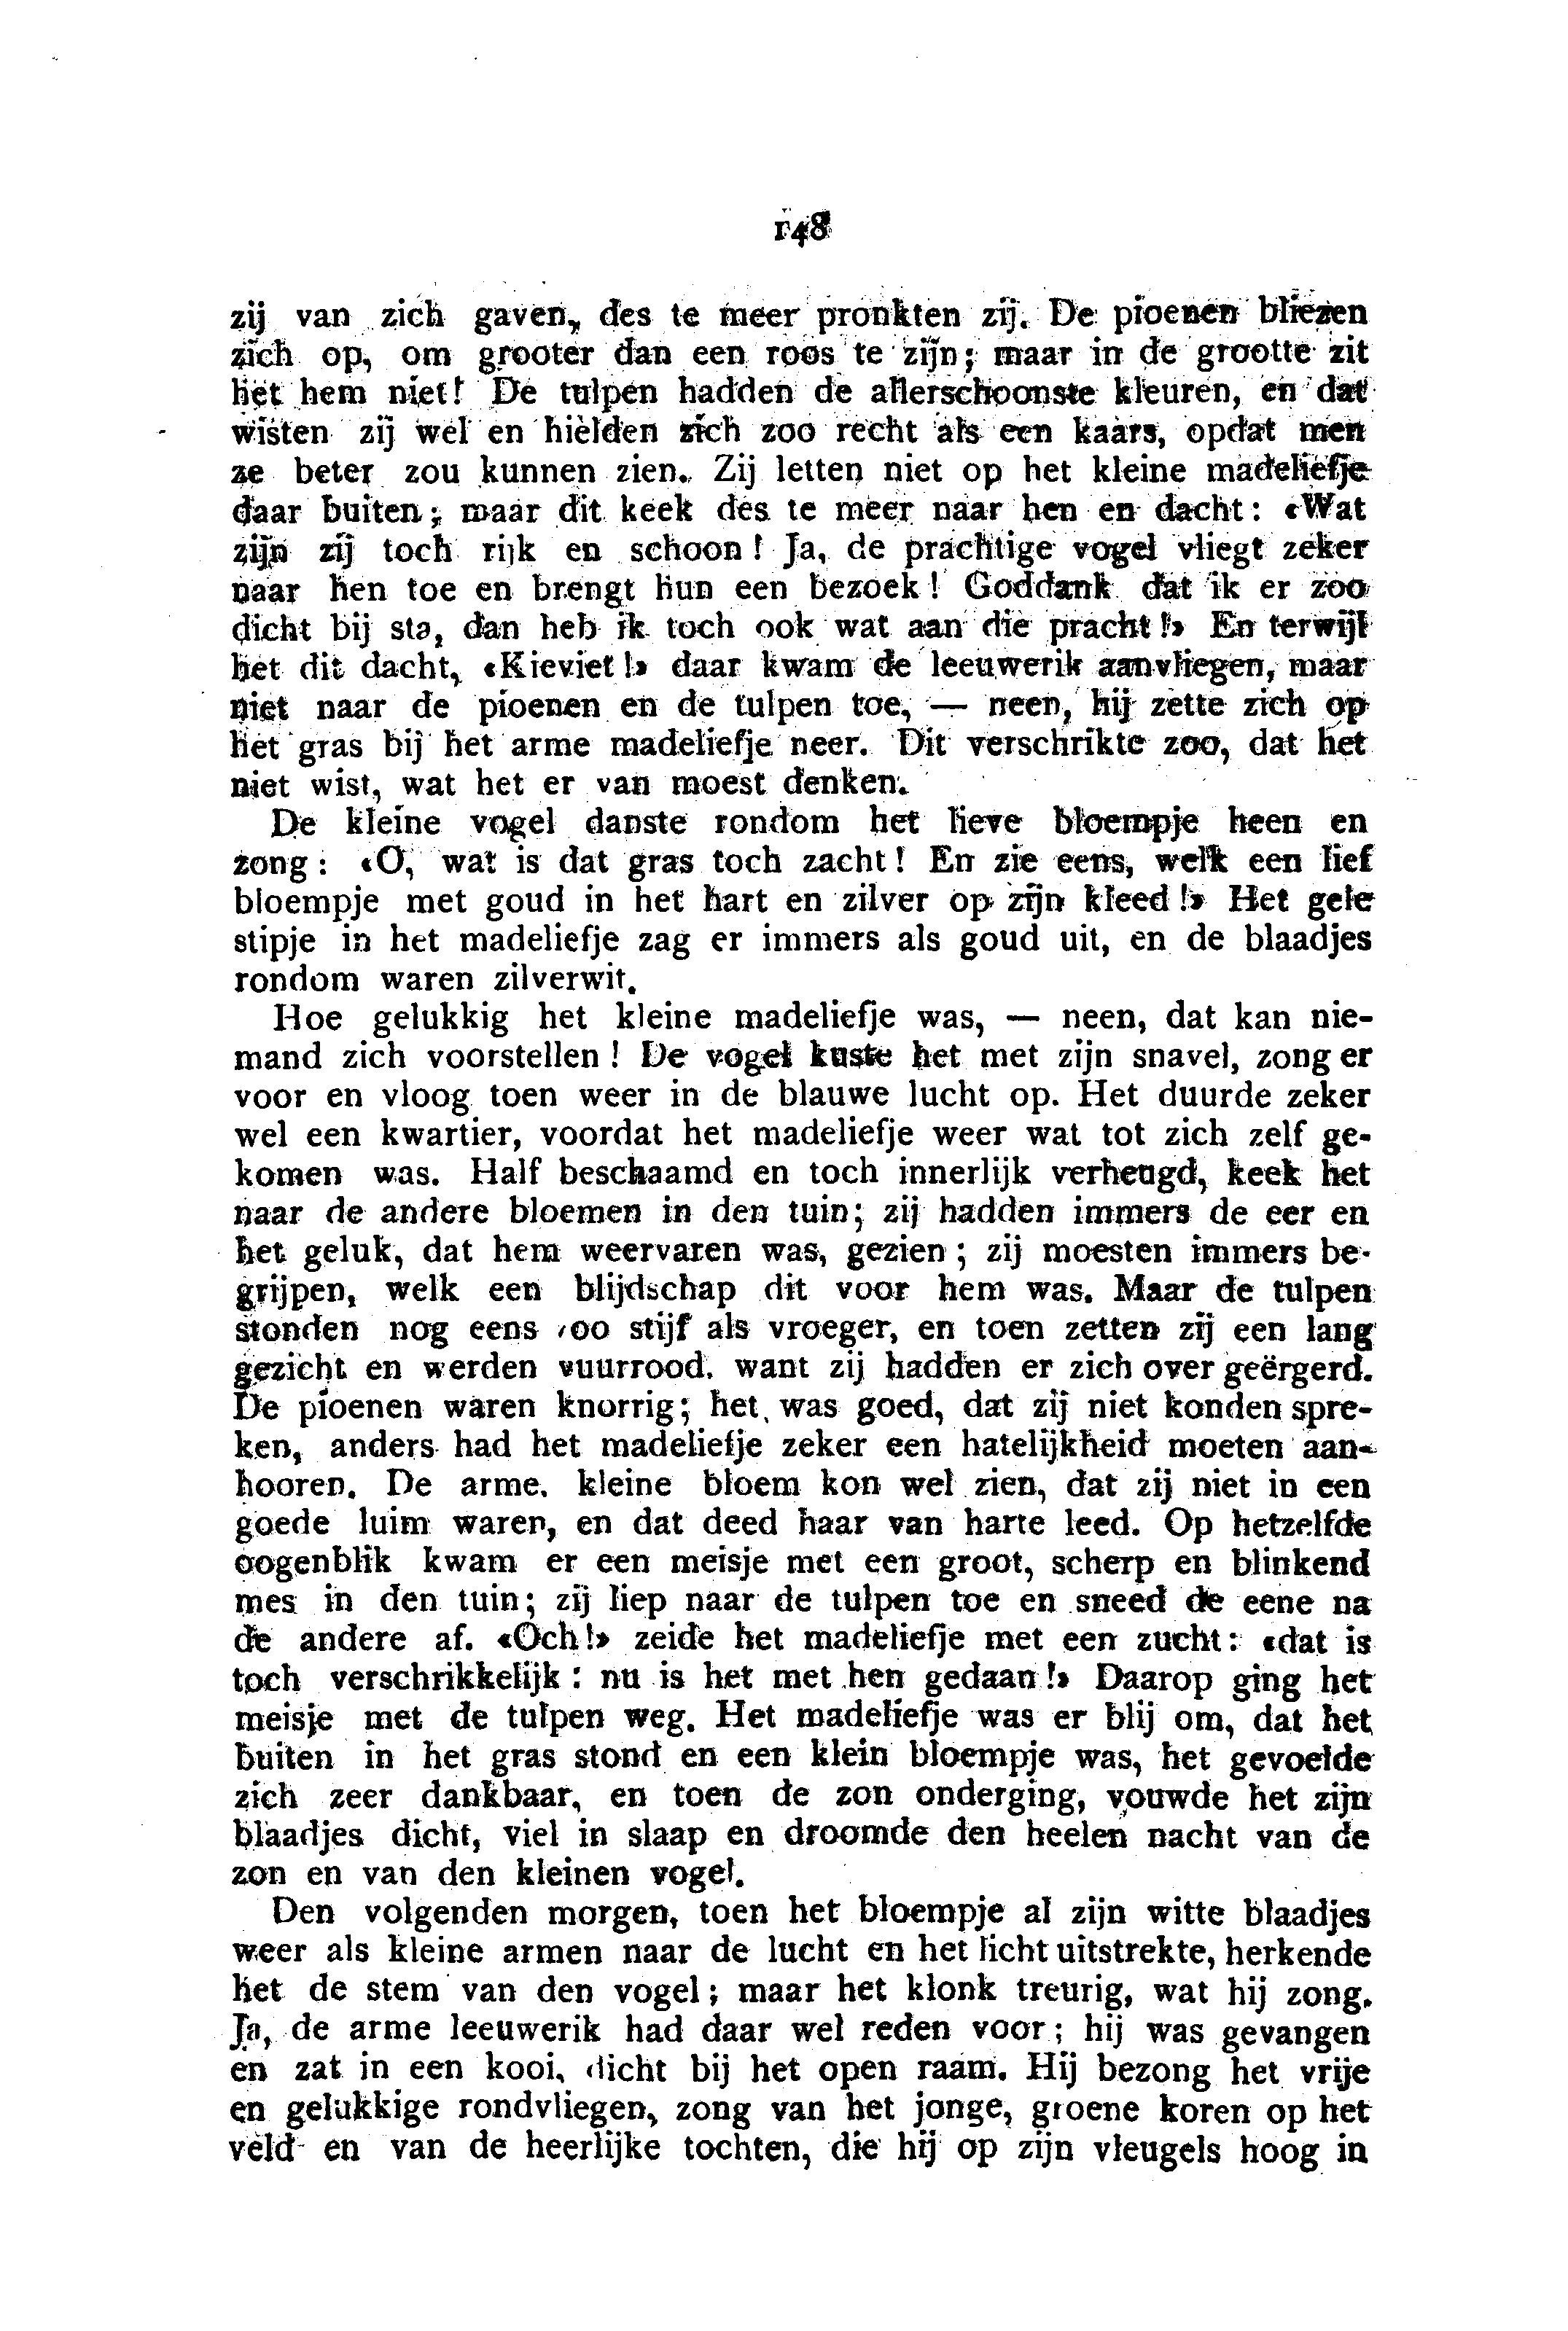 148
zij van zich gaven, des te meer pronkten zij. De pioenen bliezen
zich op, om grooter dan een roos te zijn; maar in de grootte zit
het hem niet! De tulpen hadden de allerschoonste kleuren, en dat
wisten zij wel en hielden zich zoo recht als een kaars, opdat men
ze beter zou kunnen zien. Zij letten niet op het kleine madeliefje
daar buiten; maar dit keek des te meer naar hen en dacht: «Wat
zijn zij toch rijk en schoon! Ja, de prachtige vogel vliegt zeker
naar hen toe en brengt hun een bezoek! Goddank dat ik er zoo
dicht bij sta, dan heb ik toch ook wat aan die pracht!» En terwijl
het dit dacht, «Kieviet!» daar kwam de leeuwerik aanvliegen, maar
niet naar de pioenen en de tulpen toe, — neen, hij zette zich op
het gras bij het arme madeliefje neer. Dit verschrikte zoo, dat het
niet wist, wat het er van moest denken.
De kleine vogel danste rondom het lieve bloempje heen en
zong: «O, wat is dat gras toch zacht! En zie eens, welk een lief
bloempje met goud in het hart en zilver op zijn kleed!» Het gele
stipje in het madeliefje zag er immers als goud uit, en de blaadjes
rondom waren zilverwit.
Hoe gelukkig het kleine madeliefje was, — neen, dat kan nie-
mand zich voorstellen! De vogel kuste het met zijn snavel, zong er
voor en vloog toen weer in de blauwe lucht op. Het duurde zeker
wel een kwartier, voordat het madeliefje weer wat tot zich zelf ge-
komen was. Half beschaamd en toch innerlijk verheugd, keek het
naar de andere bloemen in den tuin; zij hadden immers de eer en
het geluk, dat hem weervaren was, gezien; zij moesten immers be-
grijpen, welk een blijdschap dit voor hem was. Maar de tulpen
stonden nog eens zoo stijf als vroeger, en toen zetten zij een lang
gezicht en werden vuurrood, want zij hadden er zich over geërgerd.
De pioenen waren knorrig; het was goed, dat zij niet konden spre-
ken, anders had het madeliefje zeker een hatelijkheid moeten aan-
hooren. De arme, kleine bloem kon wel zien, dat zij niet in een
goede luim waren, en dat deed haar van harte leed. Op hetzelfde
oogenblik kwam er een meisje met een groot, scherp en blinkend
mes in den tuin; zij liep naar de tulpen toe en sneed de eene na
de andere af. «Och!» zeide het madeliefje met een zucht: «dat is
toch verschrikkelijk: nu is het met hen gedaan!» Daarop ging het
meisje met de tulpen weg. Het madeliefje was er blij om, dat het
buiten in het gras stond en een klein bloempje was, het gevoelde
zich zeer dankbaar, en toen de zon onderging, vouwde het zijn
blaadjes dicht, viel in slaap en droomde den heelen nacht van de
zon en van den kleinen vogel.
Den volgenden morgen, toen het bloempje al zijn witte blaadjes
weer als kleine armen naar de lucht en het licht uitstrekte, herkende
het de stem van den vogel; maar het klonk treurig, wat hij zong.
Ja, de arme leeuwerik had daar wel reden voor; hij was gevangen
en zat in een kooi, dicht bij het open raam. Hij bezong het vrije
en gelukkige rondvliegen, zong van het jonge, groene koren op het
veld en van de heerlijke tochten, die hij op zijn vleugels hoog in